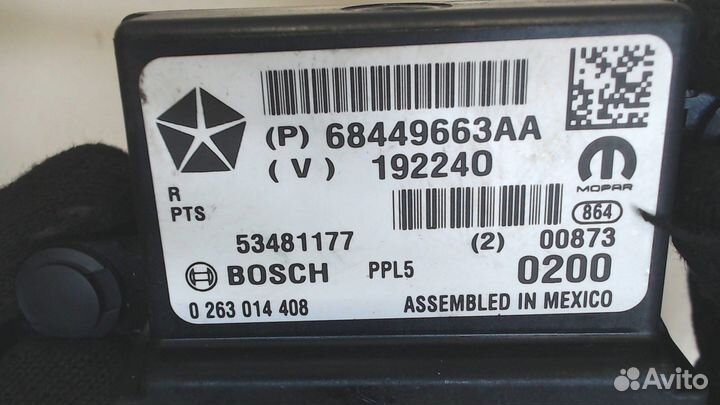 (P) 68449663AA
(V) 192240
MOPAR
R
PTS
864
53481177
(2) 00873
BOSCH PPL5 0200
0 263 014 408 ASSEMBLED IN MEXICO
Avito